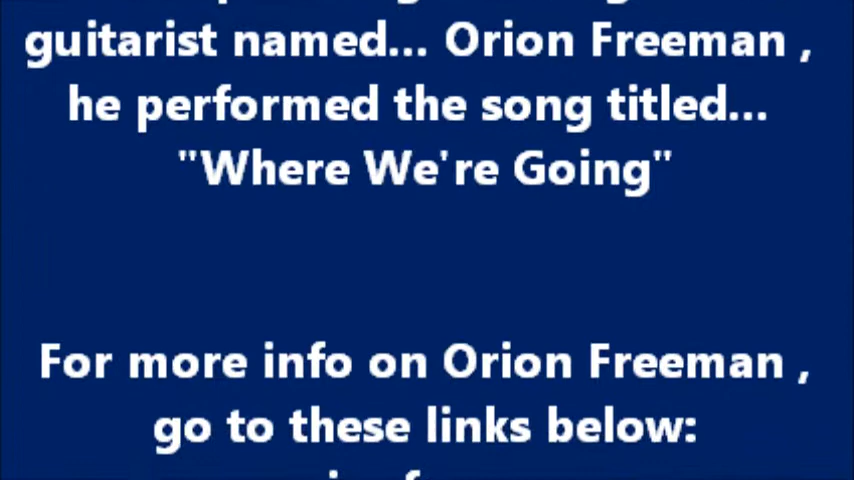 guitarist named... Orion Freeman ,
he performed the song titled...
"Where We're Going"
For more info on Orion Freeman ,
go to these links below: